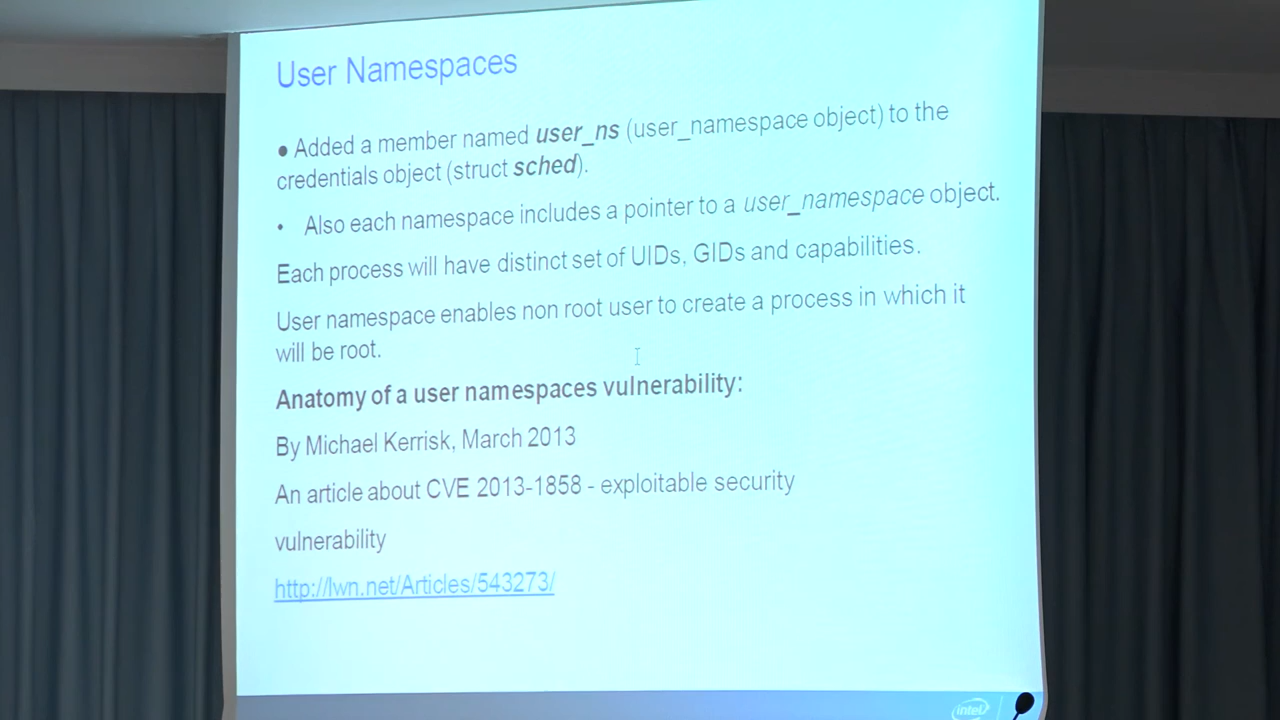 User Namespaces
● Added a member named user_ns (user_namespace object) to the
credentials object (struct sched).
• Also each namespace includes a pointer to a user_namespace object.
Each process will have distinct set of UIDs, GIDs and capabilities.
User namespace enables non root user to create a process in which it
will be root.
Anatomy of a user namespaces vulnerability:
By Michael Kerrisk, March 2013
An article about CVE 2013-1858 - exploitable security
vulnerability
http://lwn.net/Articles/543273/
intel